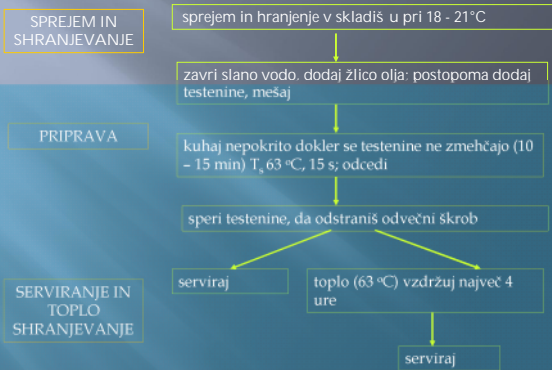 SPREJEM IN
SHRANJEVANJE
sprejem in hranjenje v skladiš u pri 18 - 21°C
zavri slano vodo, dodaj žlico olja; postopoma dodaj
testenine, mešaj
PRIPRAVA
kuhaj nepokrito dokler se testenine ne zmehčajo (10
– 15 min) Ts 63 °C, 15 s; odcedi
speri testenine, da odstraniš odvečni škrob
SERVIRANJE IN
TOPLO
SHRANJEVANJE
serviraj
toplo (63 °C) vzdržuj največ 4
ure
serviraj